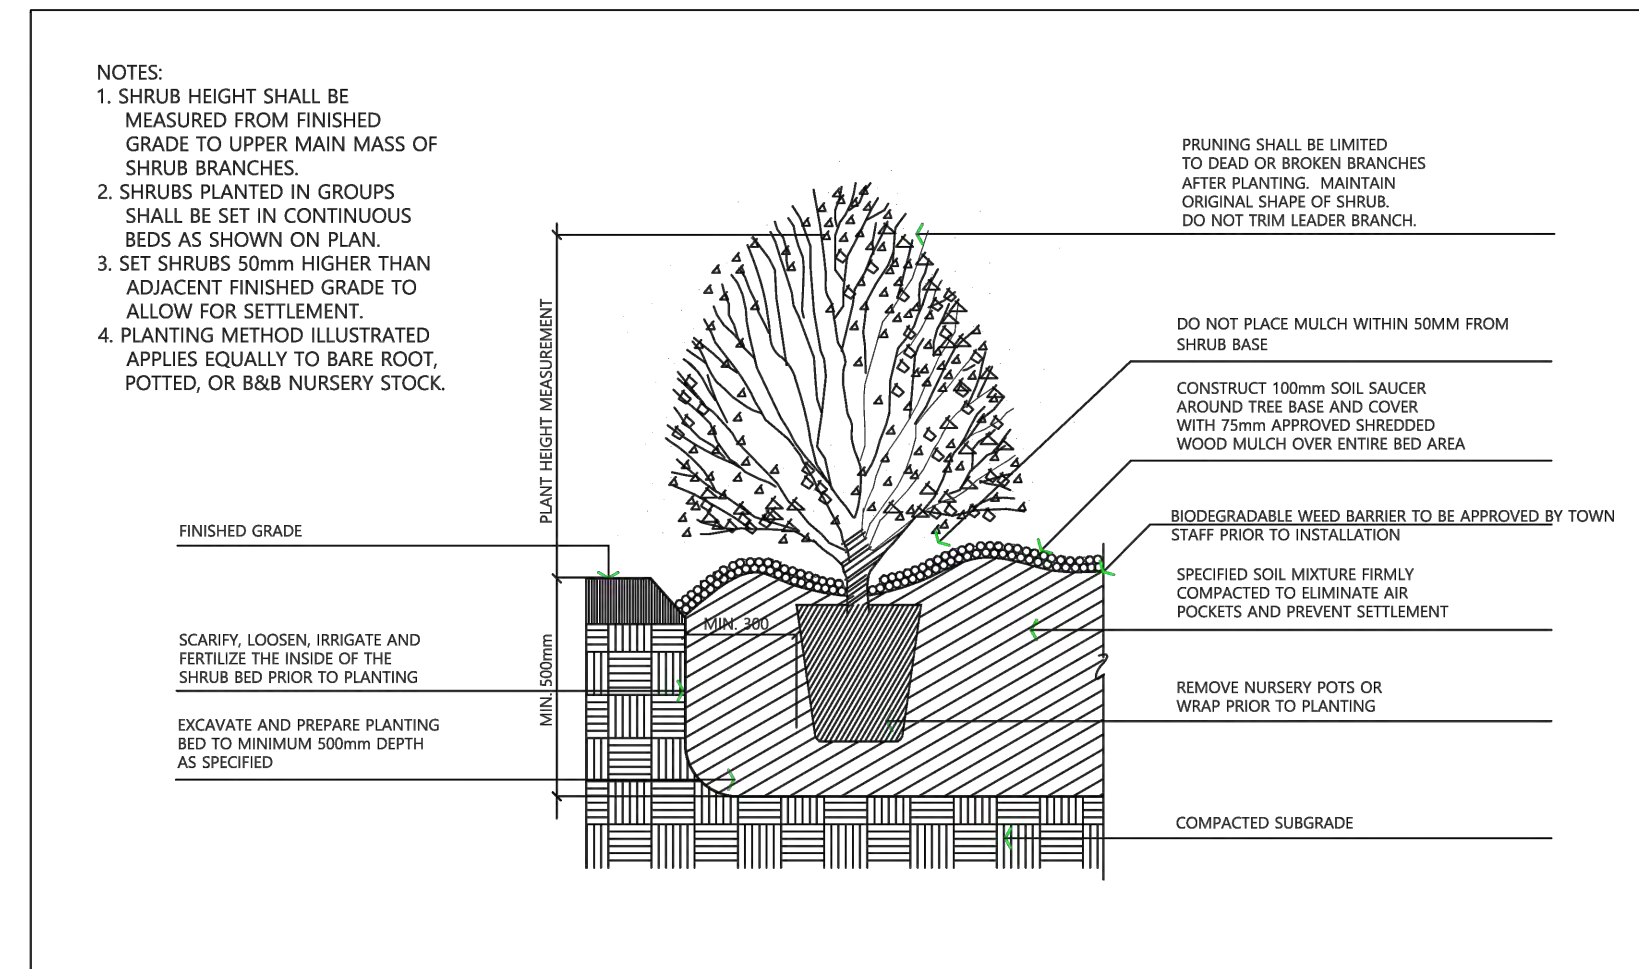 NOTES:
1. SHRUB HEIGHT SHALL BE
MEASURED FROM FINISHED
GRADE TO UPPER MAIN MASS OF
SHRUB BRANCHES.
2. SHRUBS PLANTED IN GROUPS
SHALL BE SET IN CONTINUOUS
BEDS AS SHOWN ON PLAN.
3. SET SHRUBS 50mm HIGHER THAN
ADJACENT FINISHED GRADE TO
ALLOW FOR SETTLEMENT.
4. PLANTING METHOD ILLUSTRATED
APPLIES EQUALLY TO BARE ROOT,
POTTED, OR B&B NURSERY STOCK.
FINISHED GRADE
SCARIFY, LOOSEN, IRRIGATE AND
FERTILIZE THE INSIDE OF THE
SHRUB BED PRIOR TO PLANTING
EXCAVATE AND PREPARE PLANTING
BED TO MINIMUM 500mm DEPTH
AS SPECIFIED
PLANT HEIGHT MEASUREMENT
MIN. 500mm
MIN. 300
PRUNING SHALL BE LIMITED
TO DEAD OR BROKEN BRANCHES
AFTER PLANTING. MAINTAIN
ORIGINAL SHAPE OF SHRUB.
DO NOT TRIM LEADER BRANCH.
DO NOT PLACE MULCH WITHIN 50MM FROM
SHRUB BASE
CONSTRUCT 100mm SOIL SAUCER
AROUND TREE BASE AND COVER
WITH 75mm APPROVED SHREDDED
WOOD MULCH OVER ENTIRE BED AREA
BIODEGRADABLE WEED BARRIER TO BE APPROVED BY TOWN
STAFF PRIOR TO INSTALLATION
SPECIFIED SOIL MIXTURE FIRMLY
COMPACTED TO ELIMINATE AIR
POCKETS AND PREVENT SETTLEMENT
REMOVE NURSERY POTS OR
WRAP PRIOR TO PLANTING
COMPACTED SUBGRADE